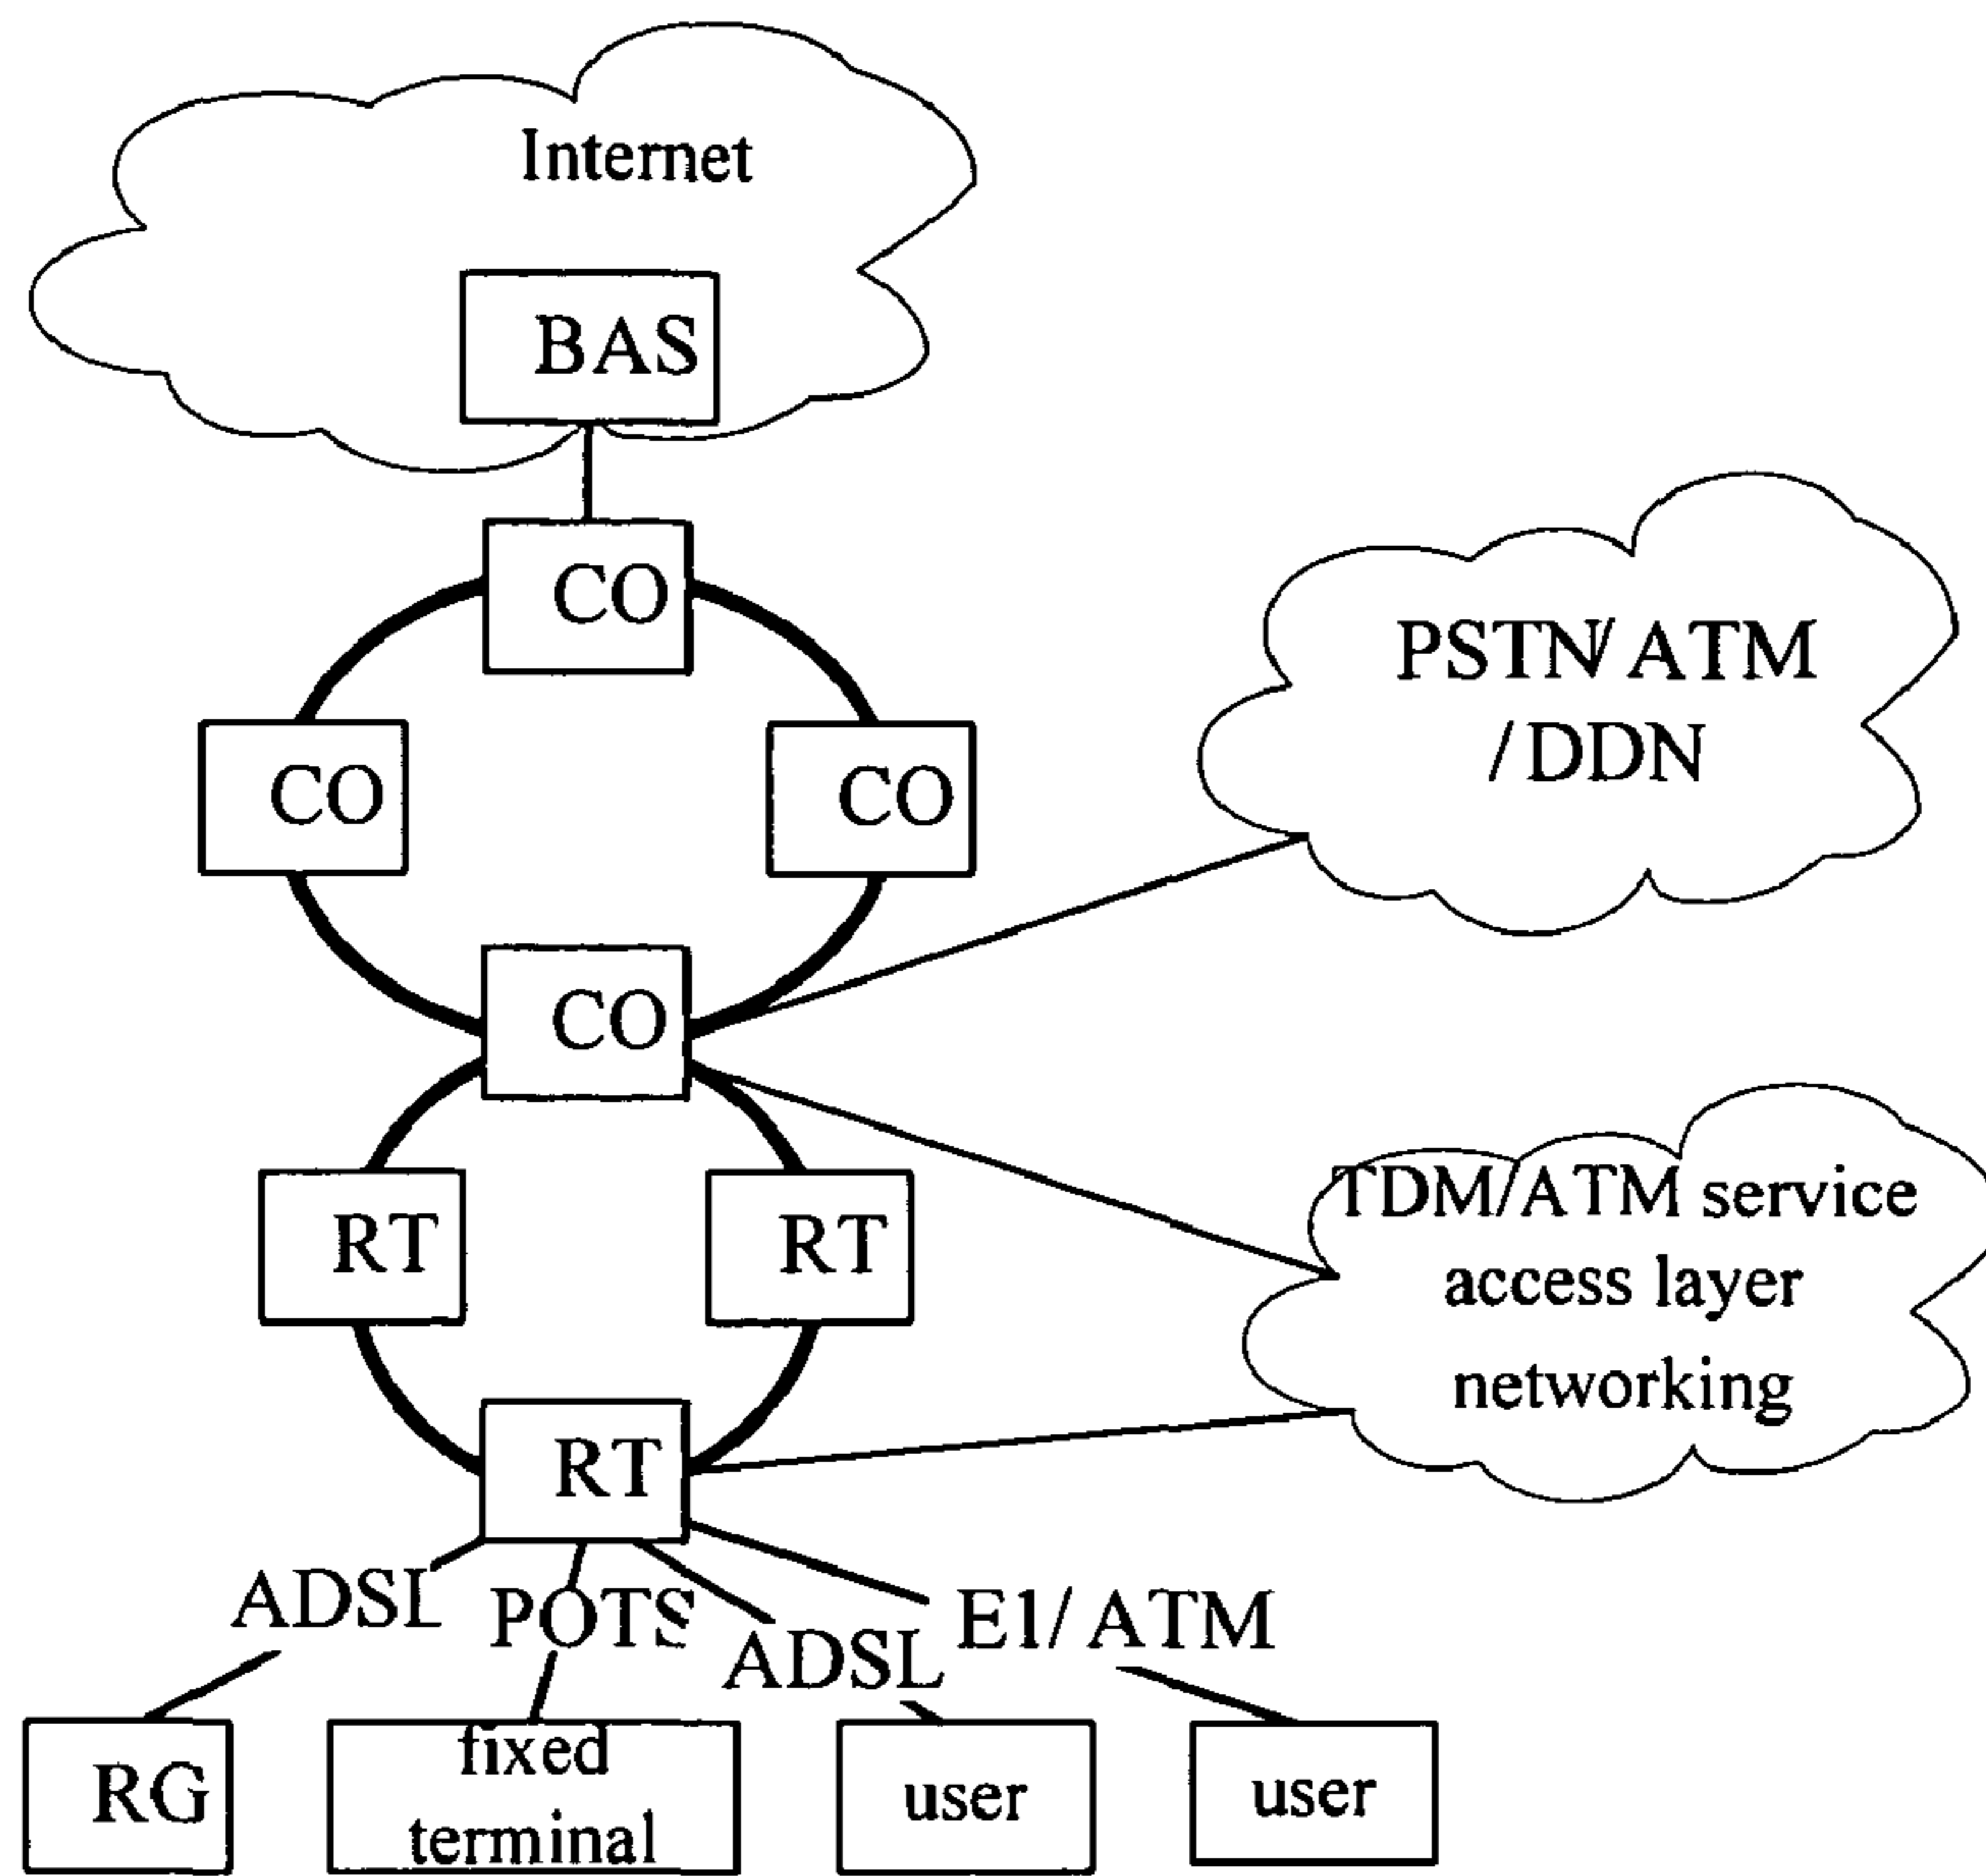 Internet
BAS
CO
CO
CO
PSTN/ATM
/DDN
CO
RT
RT
TDM/ATM service
access layer
networking
RT
ADSL
POTS
ADSL
E1/ATM
RG
fixed
terminal
user
user